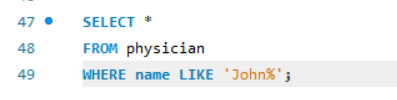 47 SELECT *
48 FROM physician
49 WHERE name LIKE 'John%';